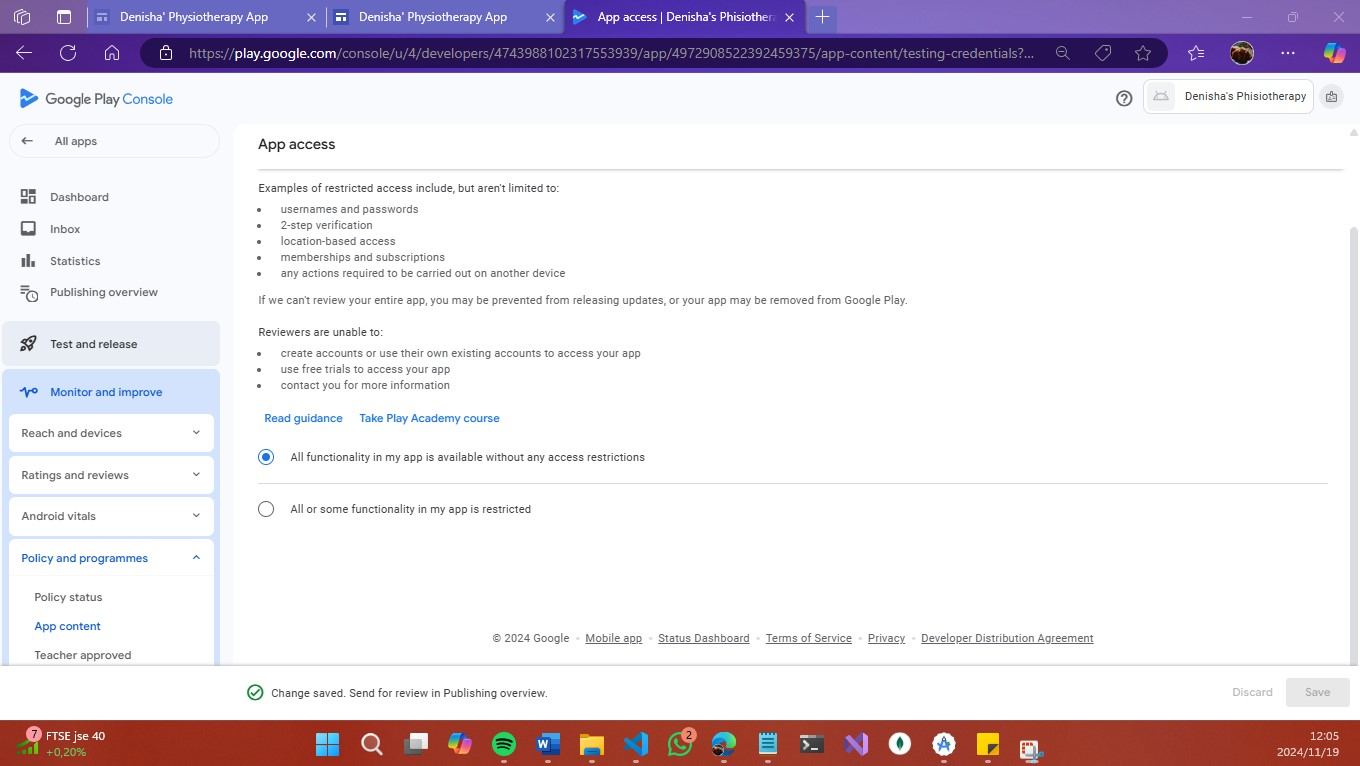 Denisha' Physiotherapy App
Denisha' Physiotherapy App
App access | Denisha's Phisiothera
https://play.google.com/console/u/4/developers/4743988102317553939/app/4972908522392459375/app-content/testing-credentials?...
Google Play Console
Denisha's Phisiotherapy
All apps
Dashboard
Inbox
Statistics
Publishing overview
Test and release
Monitor and improve
Reach and devices
Ratings and reviews
Android vitals
Policy and programmes
Policy status
App content
Teacher approved
App access
Examples of restricted access include, but aren't limited to:
• usernames and passwords
• 2-step verification
• location-based access
• memberships and subscriptions
• any actions required to be carried out on another device
If we can't review your entire app, you may be prevented from releasing updates, or your app may be removed from Google Play.
Reviewers are unable to:
• create accounts or use their own existing accounts to access your app
• use free trials to access your app
• contact you for more information
Read guidance Take Play Academy course
All functionality in my app is available without any access restrictions
All or some functionality in my app is restricted
© 2024 Google • Mobile app • Status Dashboard • Terms of Service • Privacy • Developer Distribution Agreement
Change saved. Send for review in Publishing overview.
Discard Save
7
FTSE jse 40
+0,20%
2
12:05
2024/11/19